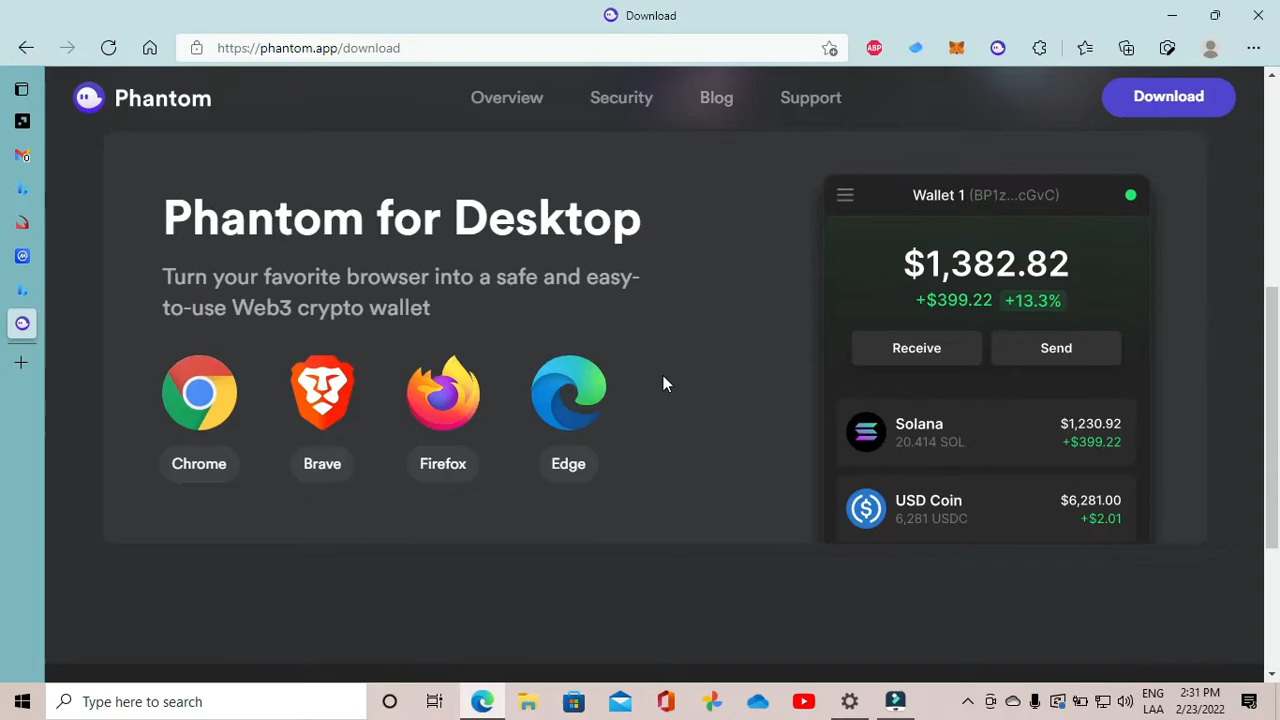 Download
https://phantom.app/download
ABP
Phantom
Overview
Security
Blog
Support
Download
Phantom for Desktop
Turn your favorite browser into a safe and easy-
to-use Web3 crypto wallet
Chrome
Brave
Firefox
Edge
Wallet 1 (BP1z...cGvC)
$1,382.82
+$399.22 +13.3%
Receive
Send
Solana
$1,230.92
20.414 SOL
+$399.22
USD Coin
$6,281.00
6,281 USDC
+$2.01
Type here to search
ENG
LAA
2:31 PM
2/23/2022